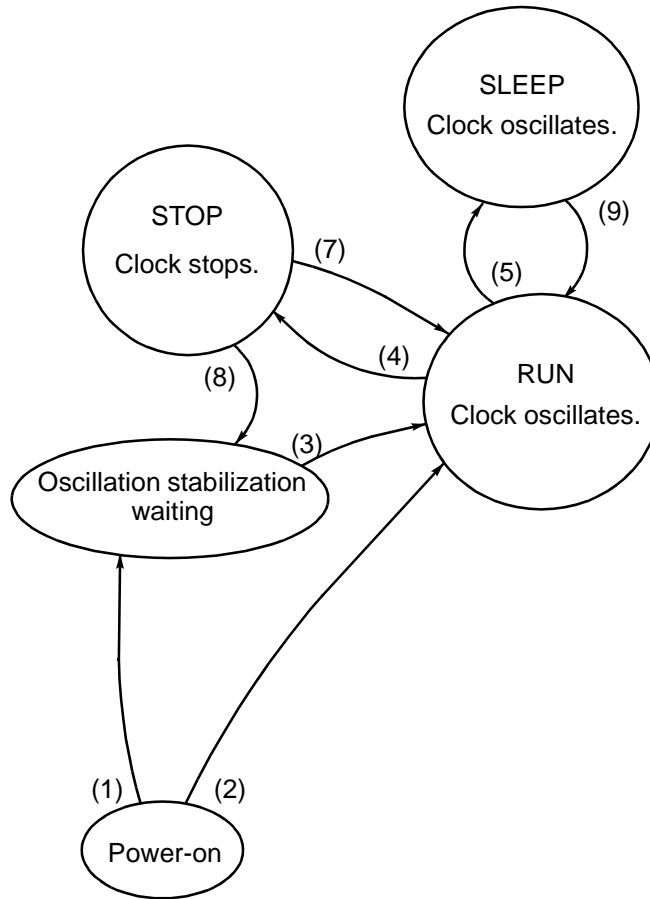 SLEEP
Clock oscillates.
STOP
Clock stops.
(9)
(7)
(5)
(4)
(8)
RUN
Clock oscillates.
(3)
Oscillation stabilization
waiting
(1)
(2)
Power-on